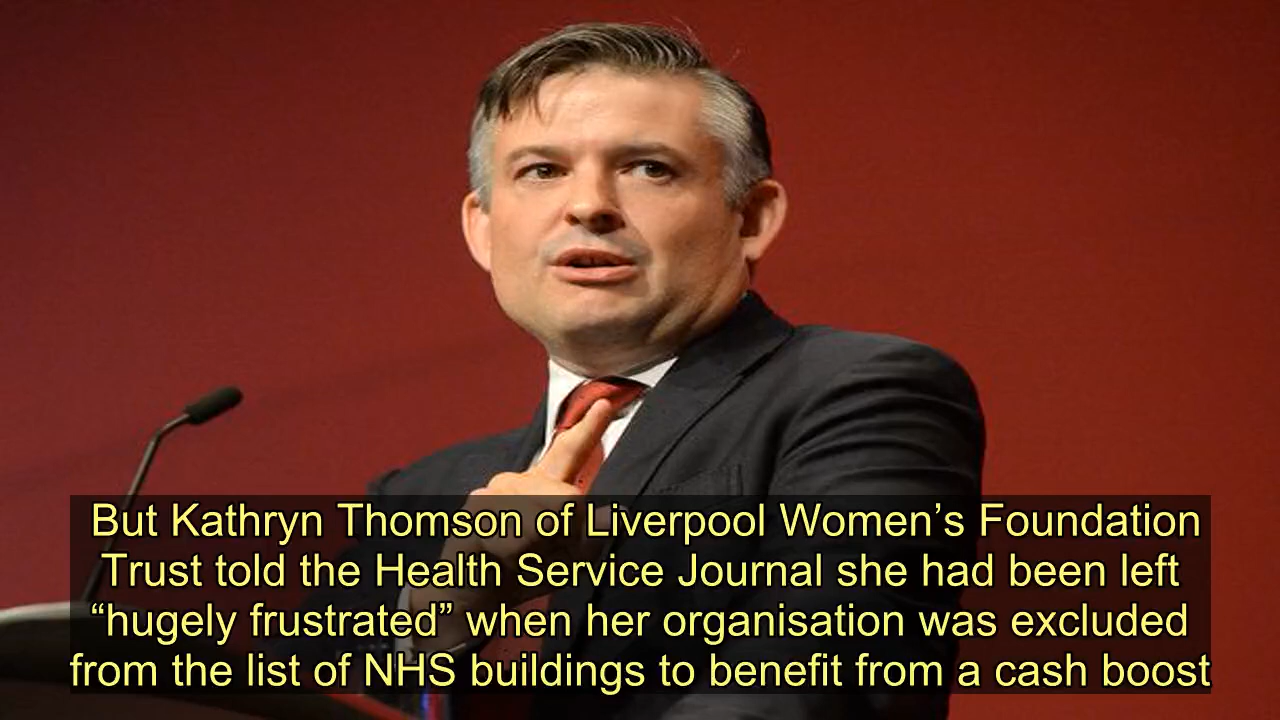 But Kathryn Thomson of Liverpool Women’s Foundation
Trust told the Health Service Journal she had been left
“hugely frustrated” when her organisation was excluded
from the list of NHS buildings to benefit from a cash boost